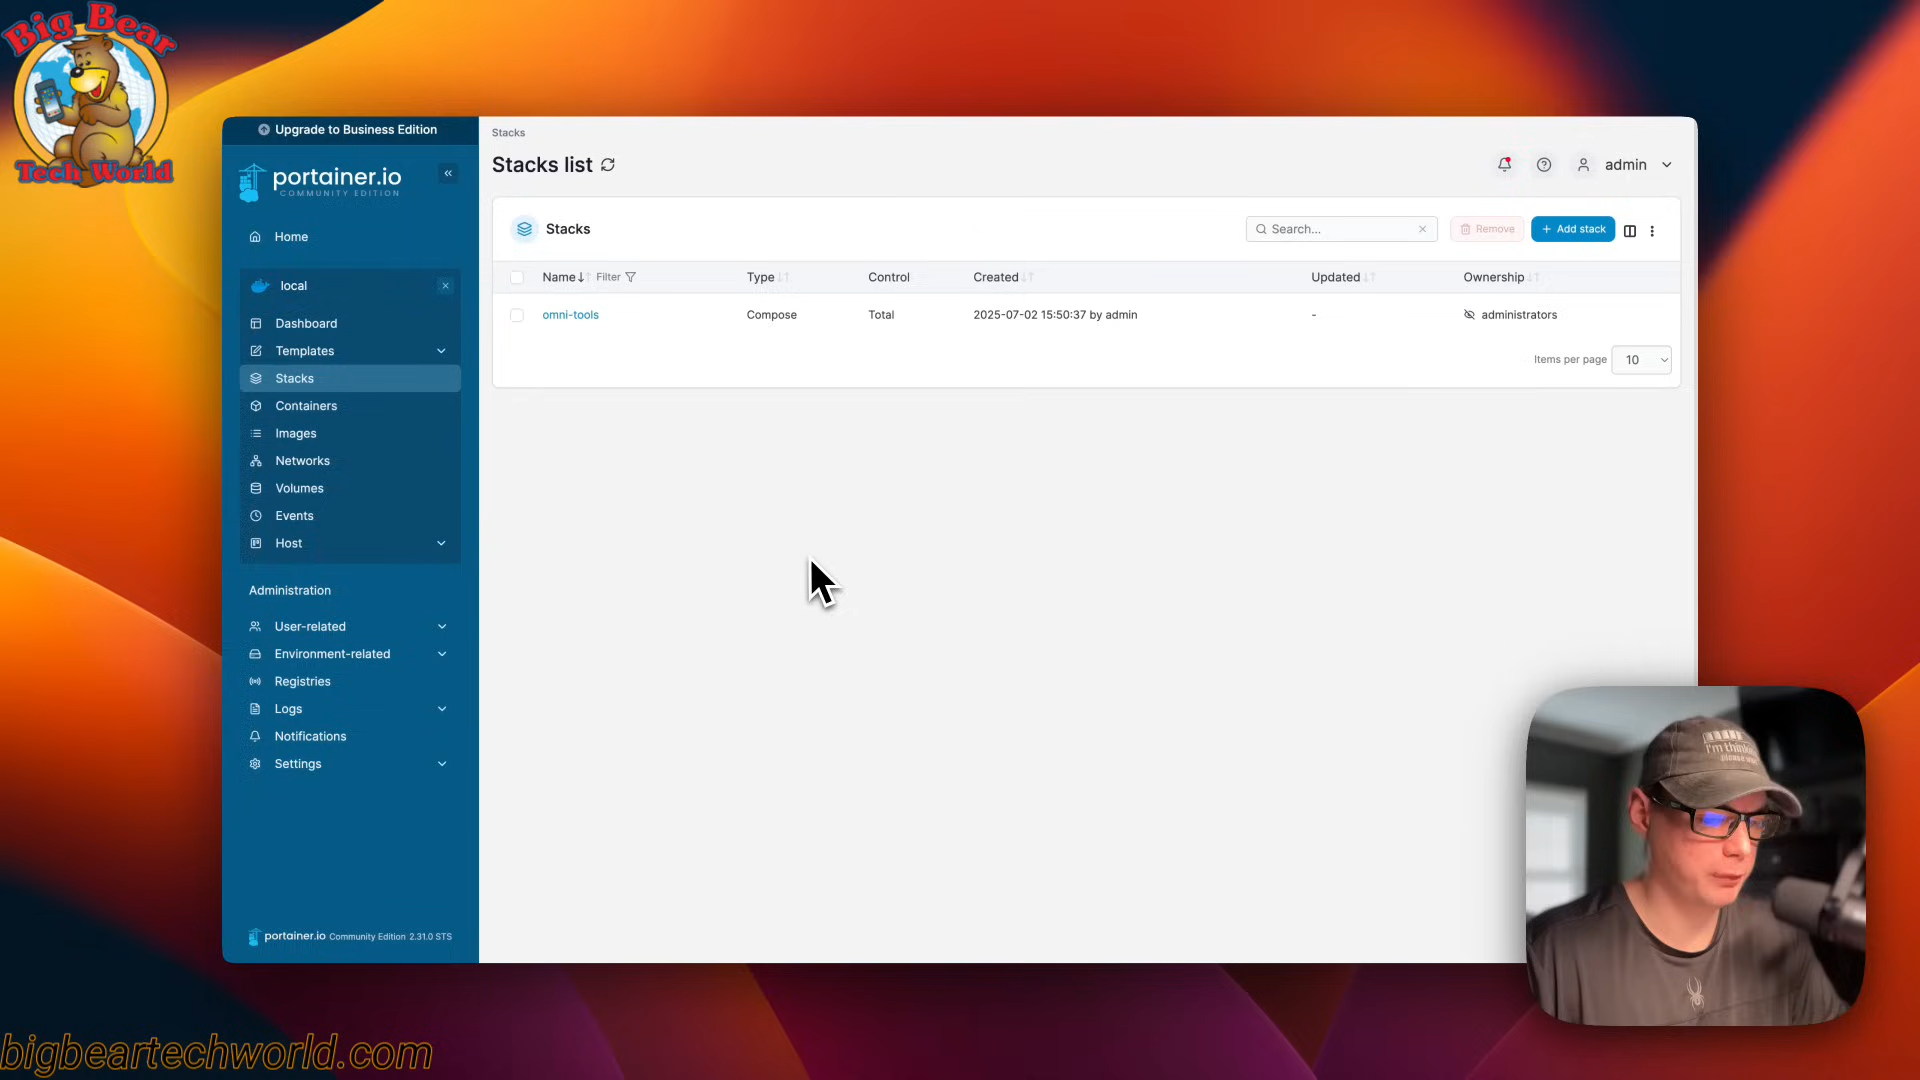 Big Bear
Tech World
Upgrade to Business Edition
portainer.io
COMMUNITY EDITION
Home
local
Dashboard
Templates
Stacks
Containers
Images
Networks
Volumes
Events
Host
Administration
User-related
Environment-related
Registries
Logs
Notifications
Settings
portainer.io Community Edition 2.31.0 STS
Stacks
Stacks list
admin
Stacks
Search...
Remove
Add stack
Name Filter Type Control Created Updated Ownership
omni-tools Compose Total 2025-07-02 15:50:37 by admin - administrators
Items per page 10
I'm thinking
please wait
bigbeartechworld.com